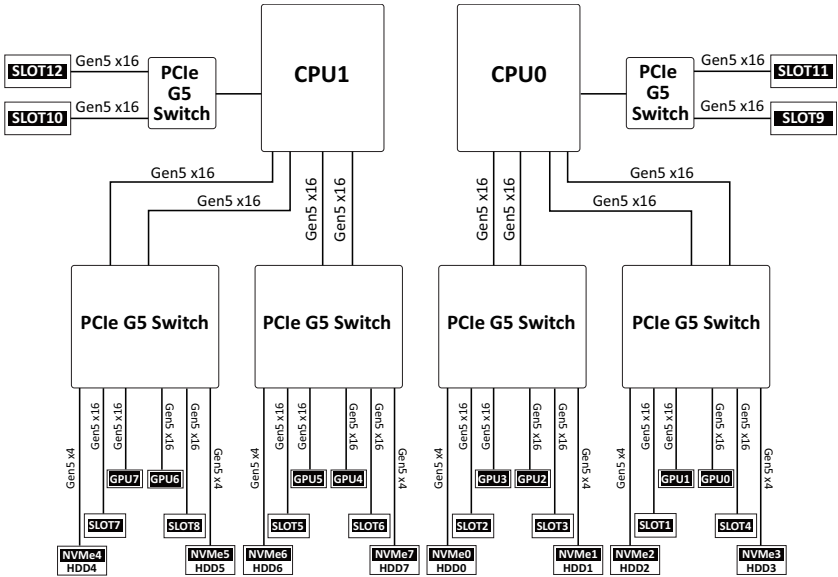 CPU1
CPU0
SLOT12
Gen5 x16
PCIe
G5
Switch
SLOT10
Gen5 x16
PCIe
G5
Switch
Gen5 x16
SLOT11
Gen5 x16
SLOT9
Gen5 x16
Gen5 x16
Gen5 x16
Gen5 x16
Gen5 x16
Gen5 x16
Gen5 x16
Gen5 x16
PCIe G5 Switch
PCIe G5 Switch
PCIe G5 Switch
PCIe G5 Switch
Gen5 x4
Gen5 x16
Gen5 x16
Gen5 x16
Gen5 x16
Gen5 x4
Gen5 x4
Gen5 x16
Gen5 x16
Gen5 x16
Gen5 x16
Gen5 x4
Gen5 x4
Gen5 x16
Gen5 x16
Gen5 x16
Gen5 x16
Gen5 x4
Gen5 x4
Gen5 x16
Gen5 x16
Gen5 x16
Gen5 x16
Gen5 x4
GPU7
GPU6
GPU5
GPU4
GPU3
GPU2
GPU1
GPU0
SLOT7
SLOT8
SLOT5
SLOT6
SLOT2
SLOT3
SLOT1
SLOT4
NVMe4
HDD4
NVMe5
HDD5
NVMe6
HDD6
NVMe7
HDD7
NVMe0
HDD0
NVMe1
HDD1
NVMe2
HDD2
NVMe3
HDD3